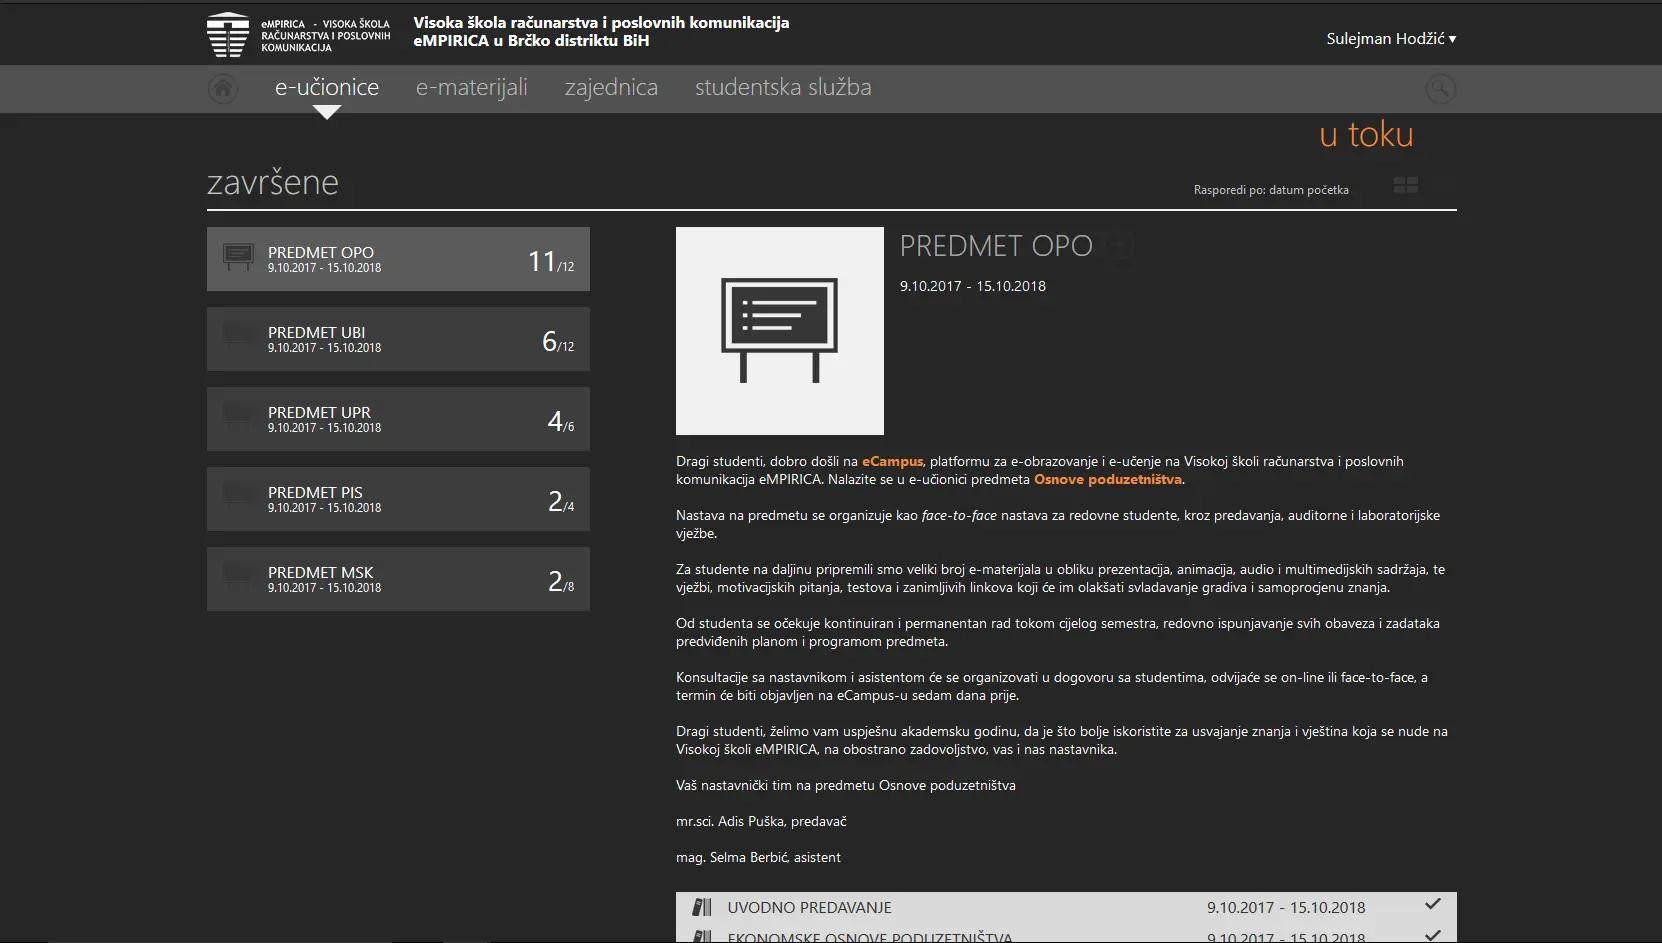 eMPIRICA - VISOKA ŠKOLA
RAČUNARSTVA I POSLOVNIH
KOMUNIKACIJA
Visoka škola računarstva i poslovnih komunikacija
eMPIRICA u Brčko distriktu BiH
Sulejman Hodžić ▾
e-učionice
e-materijali
zajednica
studentska služba
u toku
završene
Rasporedi po: datum početka
PREDMET OPO
9.10.2017 - 15.10.2018
11/12
PREDMET UBI
9.10.2017 - 15.10.2018
6/12
PREDMET UPR
9.10.2017 - 15.10.2018
4/6
PREDMET PIS
9.10.2017 - 15.10.2018
2/4
PREDMET MSK
9.10.2017 - 15.10.2018
2/8
PREDMET OPO
9.10.2017 - 15.10.2018
Dragi studenti, dobro došli na eCampus, platformu za e-obrazovanje i e-učenje na Visokoj školi računarstva i poslovnih
komunikacija eMPIRICA. Nalazite se u e-učionici predmeta Osnove poduzetništva.
Nastava na predmetu se organizuje kao face-to-face nastava za redovne studente, kroz predavanja, auditorne i laboratorijske
vježbe.
Za studente na daljinu pripremili smo veliki broj e-materijala u obliku prezentacija, animacija, audio i multimedijskih sadržaja, te
vježbi, motivacijskih pitanja, testova i zanimljivih linkova koji će im olakšati svladavanje gradiva i samoprocjenu znanja.
Od studenta se očekuje kontinuiran i permanentan rad tokom cijelog semestra, redovno ispunjavanje svih obaveza i zadataka
predviđenih planom i programom predmeta.
Konsultacije sa nastavnikom i asistentom će se organizovati u dogovoru sa studentima, odvijaće se on-line ili face-to-face, a
termin će biti objavljen na eCampus-u sedam dana prije.
Dragi studenti, želimo vam uspješnu akademsku godinu, da je što bolje iskoristite za usvajanje znanja i vještina koja se nude na
Visokoj školi eMPIRICA, na obostrano zadovoljstvo, vas i nas nastavnika.
Vaš nastavnički tim na predmetu Osnove poduzetništva
mr.sci. Adis Puška, predavač
mag. Selma Berbić, asistent
UVODNO PREDAVANJE
9.10.2017 - 15.10.2018
EKONOMSKE OSNOVE PODUZETNIŠTVA
9.10.2017 - 15.10.2018